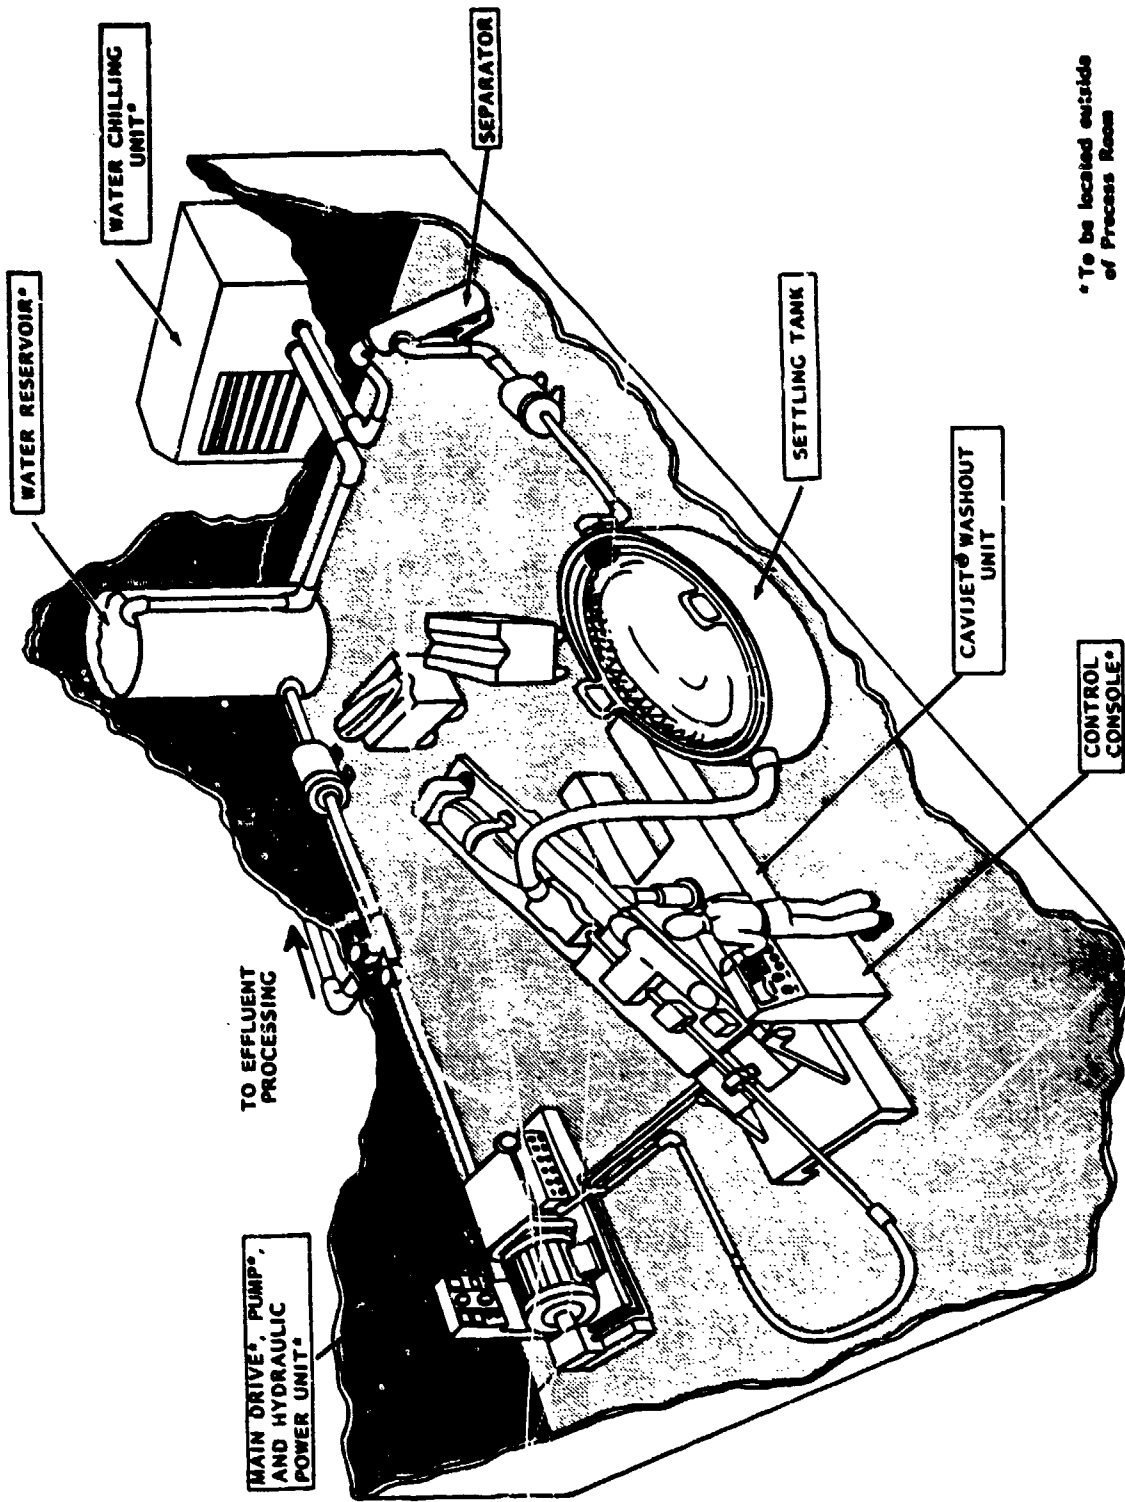 WATER CHILLING
UNIT*
WATER RESERVOIR*
SEPARATOR
TO EFFLUENT
PROCESSING
MAIN DRIVE*, PUMP*,
AND HYDRAULIC
POWER UNIT*
SETTLING TANK
CAVIJET® WASHOUT
UNIT
CONTROL
CONSOLE*
*To be located outside
of Process Room